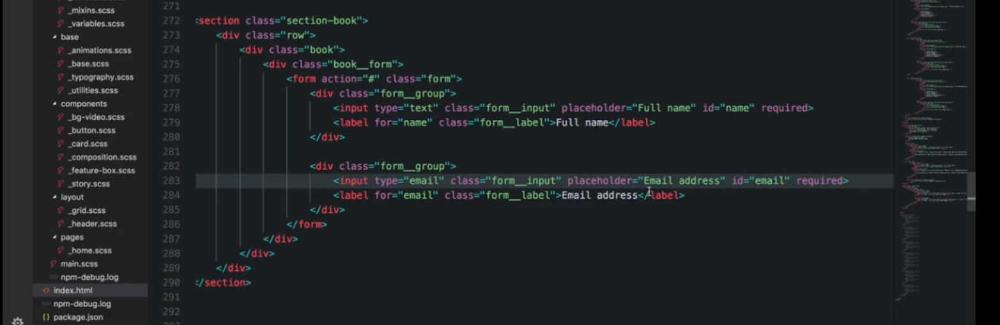 _mixins.scss
_variables.scss
base
_animations.scss
_base.scss
_typography.scss
_utilities.scss
components
_bg-video.scss
_button.scss
_card.scss
_composition.scss
_feature-box.scss
_story.scss
layout
_grid.scss
_header.scss
pages
_home.scss
main.scss
npm-debug.log
<> index.html
npm-debug.log
{} package.json
271
272 section class="section-book">
273 <div class="row">
274 <div class="book">
275 <div class="book__form">
276 <form action="#" class="form">
277 <div class="form__group">
278 <input type="text" class="form__input" placeholder="Full name" id="name" required>
279 <label for="name" class="form__label">Full name</label>
280 </div>
281
282 <div class="form__group">
283 <input type="email" class="form__input" placeholder="Email address" id="email" required>
284 <label for="email" class="form__label">Email address</label>
285 </div>
286 </form>
287 </div>
288 </div>
289 </div>
290 /section>
291
292